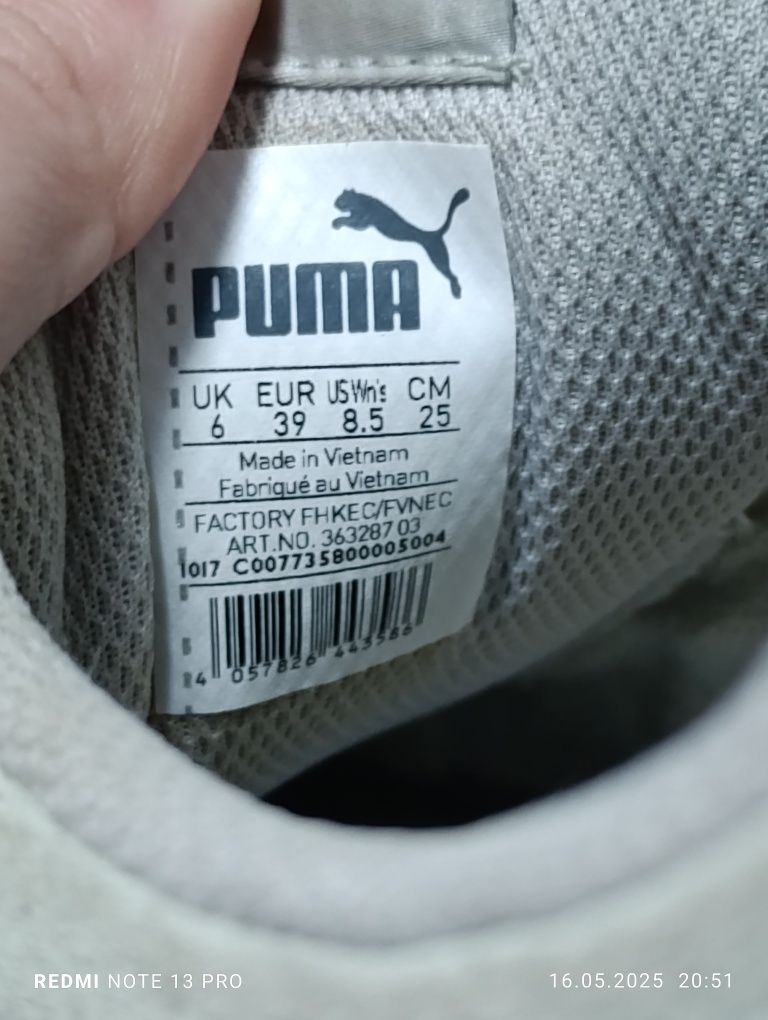 PUMA
UK EUR US Wn's CM
6 39 8.5 25
Made in Vietnam
Fabriqué au Vietnam
FACTORY FHKEC/FVNEC
ART.NO. 363287 03
1017 C007735800005004
4 057826 443586
REDMI NOTE 13 PRO
16.05.2025 20:51